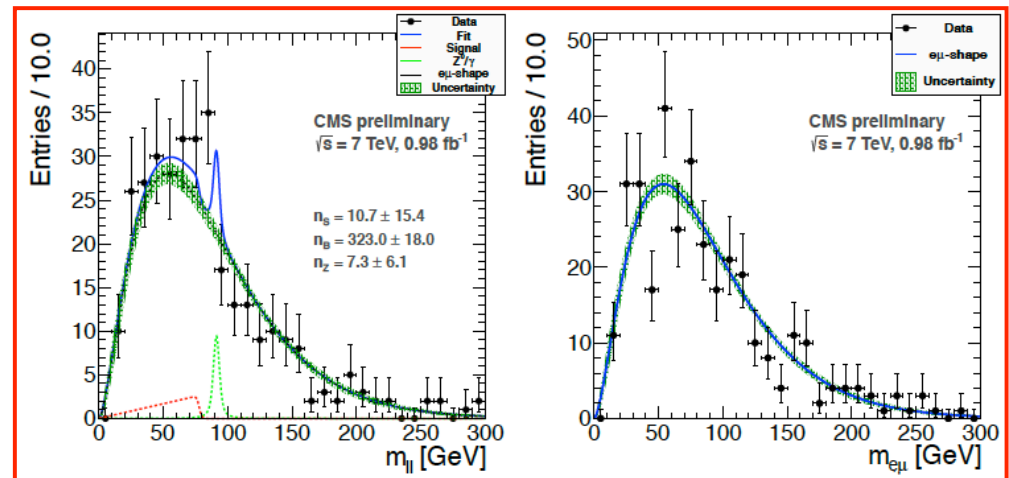 Data
Fit
Signal
Z⁰/γ
eμ-shape
Uncertainty
CMS preliminary
√s = 7 TeV, 0.98 fb⁻¹
n_S = 10.7 ± 15.4
n_B = 323.0 ± 18.0
n_Z = 7.3 ± 6.1
Entries / 10.0
40
35
30
25
20
15
10
5
0
0 50 100 150 200 250 300
m_ll [GeV]
Data
eμ-shape
Uncertainty
CMS preliminary
√s = 7 TeV, 0.98 fb⁻¹
Entries / 10.0
50
40
30
20
10
0
0 50 100 150 200 250 300
m_eμ [GeV]